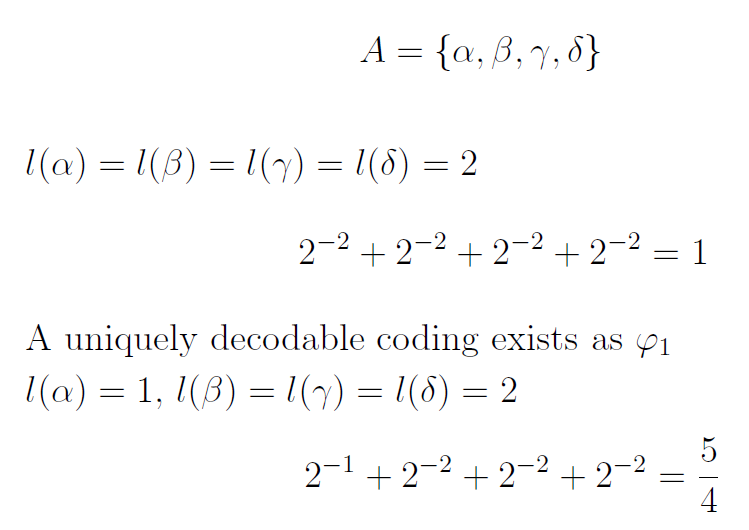 A = {α, β, γ, δ}
l(α) = l(β) = l(γ) = l(δ) = 2
2⁻² + 2⁻² + 2⁻² + 2⁻² = 1
A uniquely decodable coding exists as φ₁
l(α) = 1, l(β) = l(γ) = l(δ) = 2
2⁻¹ + 2⁻² + 2⁻² + 2⁻² = 5/4